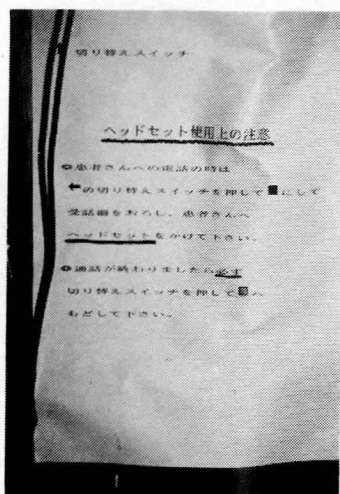 切り替えスイッチ
ヘッドセット使用上の注意
患者さんへの電話の時は
←の切り替えスイッチを押して■にして
受話器をおろし、患者さんへ
ヘッドセットをかけて下さい。
通話が終わりましたら必ず
切り替えスイッチを押して■へ
もどして下さい。